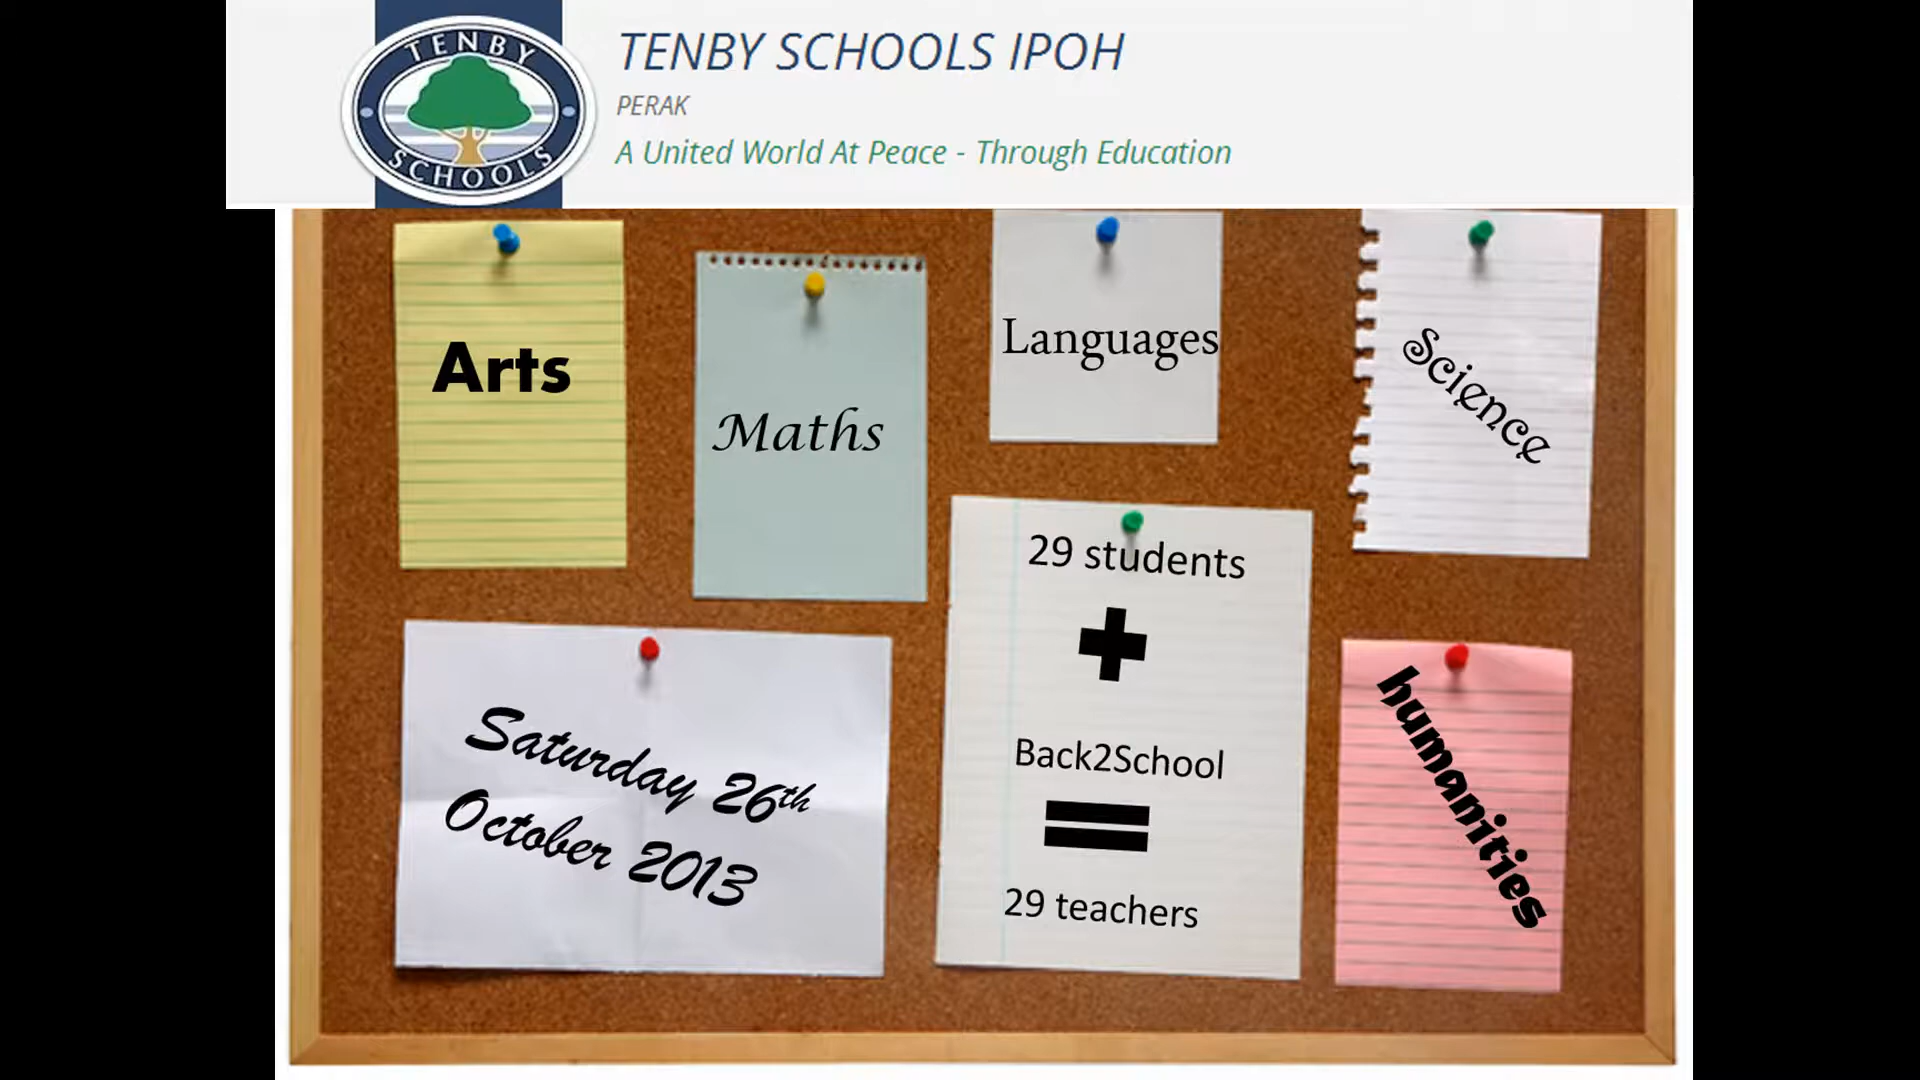 TENBY
SCHOOLS
TENBY SCHOOLS IPOH
PERAK
A United World At Peace - Through Education
Arts
Maths
Languages
Science
29 students
+
Back2School
=
29 teachers
Saturday 26th
October 2013
humanities